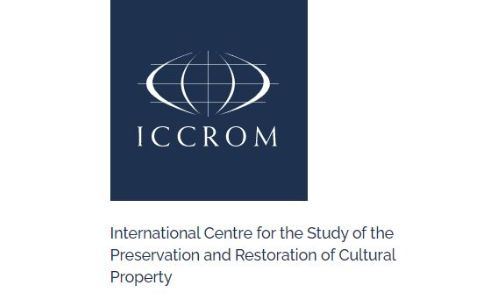 ICCROM
International Centre for the Study of the
Preservation and Restoration of Cultural
Property